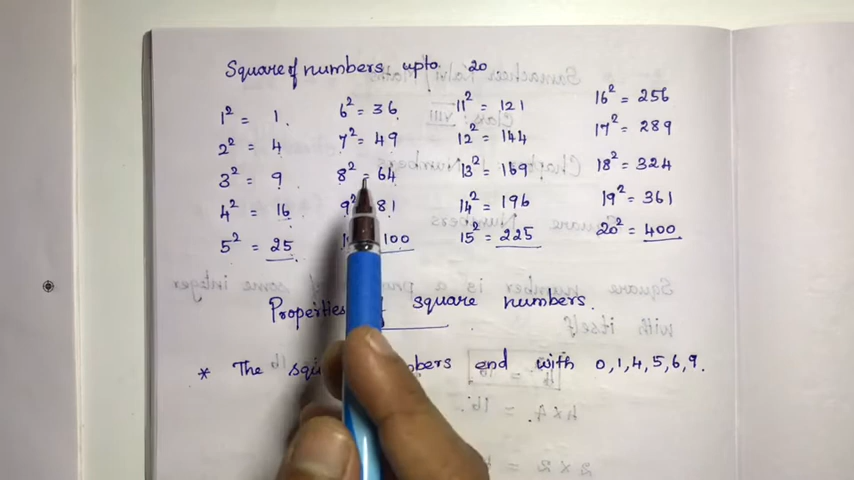 Square of numbers upto 20
1² = 1
2² = 4
3² = 9
4² = 16
5² = 25
6² = 36
7² = 49
8² = 64
9² 81
100
11² = 121
12² = 144
13² = 169
14² = 196
15² = 225
16² = 256
17² = 289
18² = 324
19² = 361
20² = 400
Properties square numbers.
* The end with 0,1,4,5,6,9.